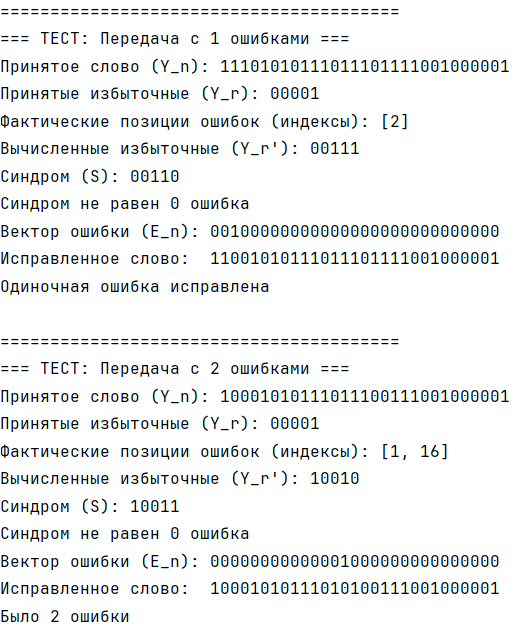 ========================================
=== ТЕСТ: Передача с 1 ошибками ===
Принятое слово (Y_n): 11101010111011101111001000001
Принятые избыточные (Y_r): 00001
Фактические позиции ошибок (индексы): [2]
Вычисленные избыточные (Y_r'): 00111
Синдром (S): 00110
Синдром не равен 0 ошибка
Вектор ошибки (E_n): 00100000000000000000000000000
Исправленное слово:  11001010111011101111001000001
Одиночная ошибка исправлена
========================================
=== ТЕСТ: Передача с 2 ошибками ===
Принятое слово (Y_n): 10001010111011100111001000001
Принятые избыточные (Y_r): 00001
Фактические позиции ошибок (индексы): [1, 16]
Вычисленные избыточные (Y_r'): 10010
Синдром (S): 10011
Синдром не равен 0 ошибка
Вектор ошибки (E_n): 00000000000001000000000000000
Исправленное слово:  10001010111010100111001000001
Было 2 ошибки